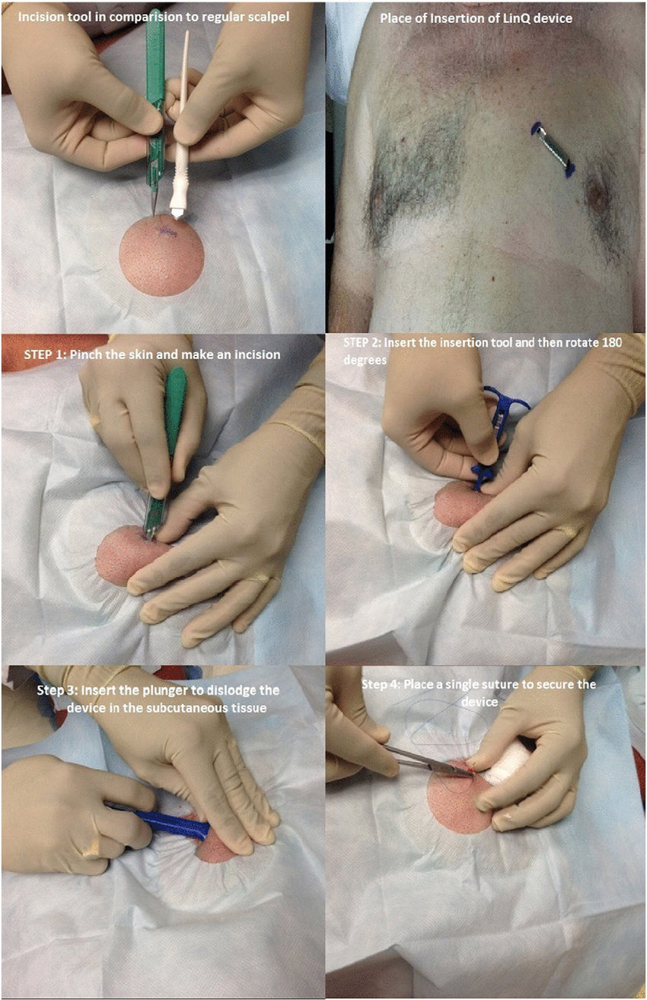 Incision tool in comparision to regular scalpel
Place of Insertion of LinQ device
STEP 1: Pinch the skin and make an incision
STEP 2: Insert the insertion tool and then rotate 180
degrees
Step 3: Insert the plunger to dislodge the
device in the subcutaneous tissue
Step 4: Place a single suture to secure the
device